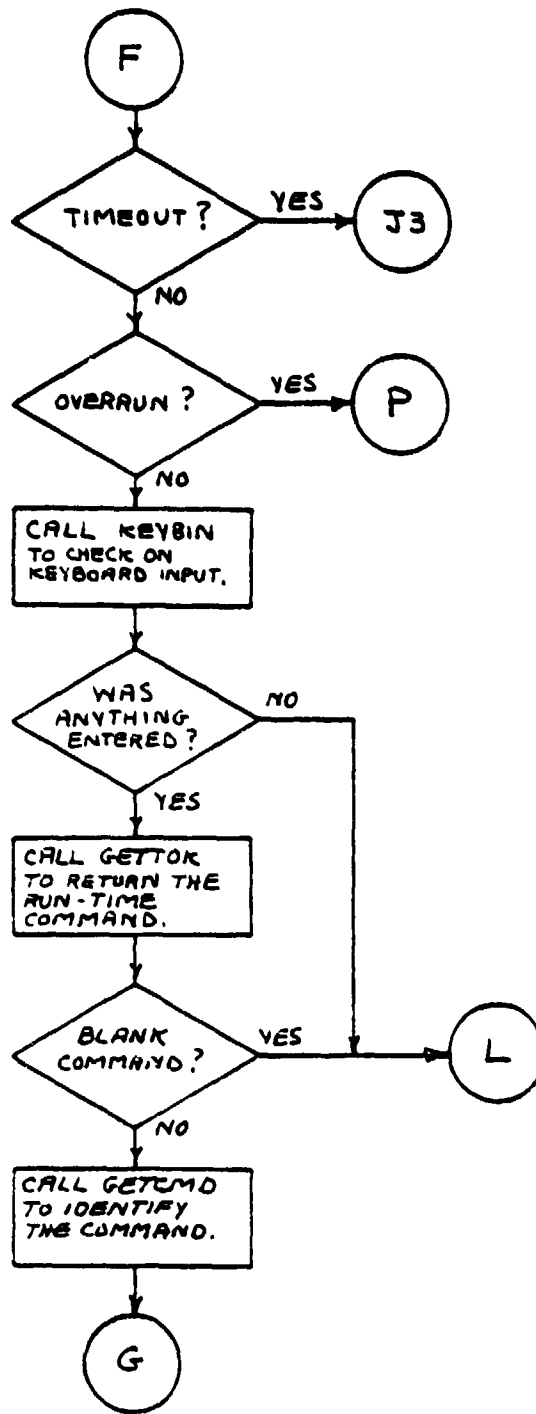 F
TIMEOUT?
YES
J3
NO
OVERRUN?
YES
P
NO
CALL KEYBIN
TO CHECK ON
KEYBOARD INPUT.
WAS
ANYTHING
ENTERED?
NO
YES
CALL GETTOK
TO RETURN THE
RUN-TIME
COMMAND.
BLANK
COMMAND?
YES
L
NO
CALL GETCMD
TO IDENTIFY
THE COMMAND.
G